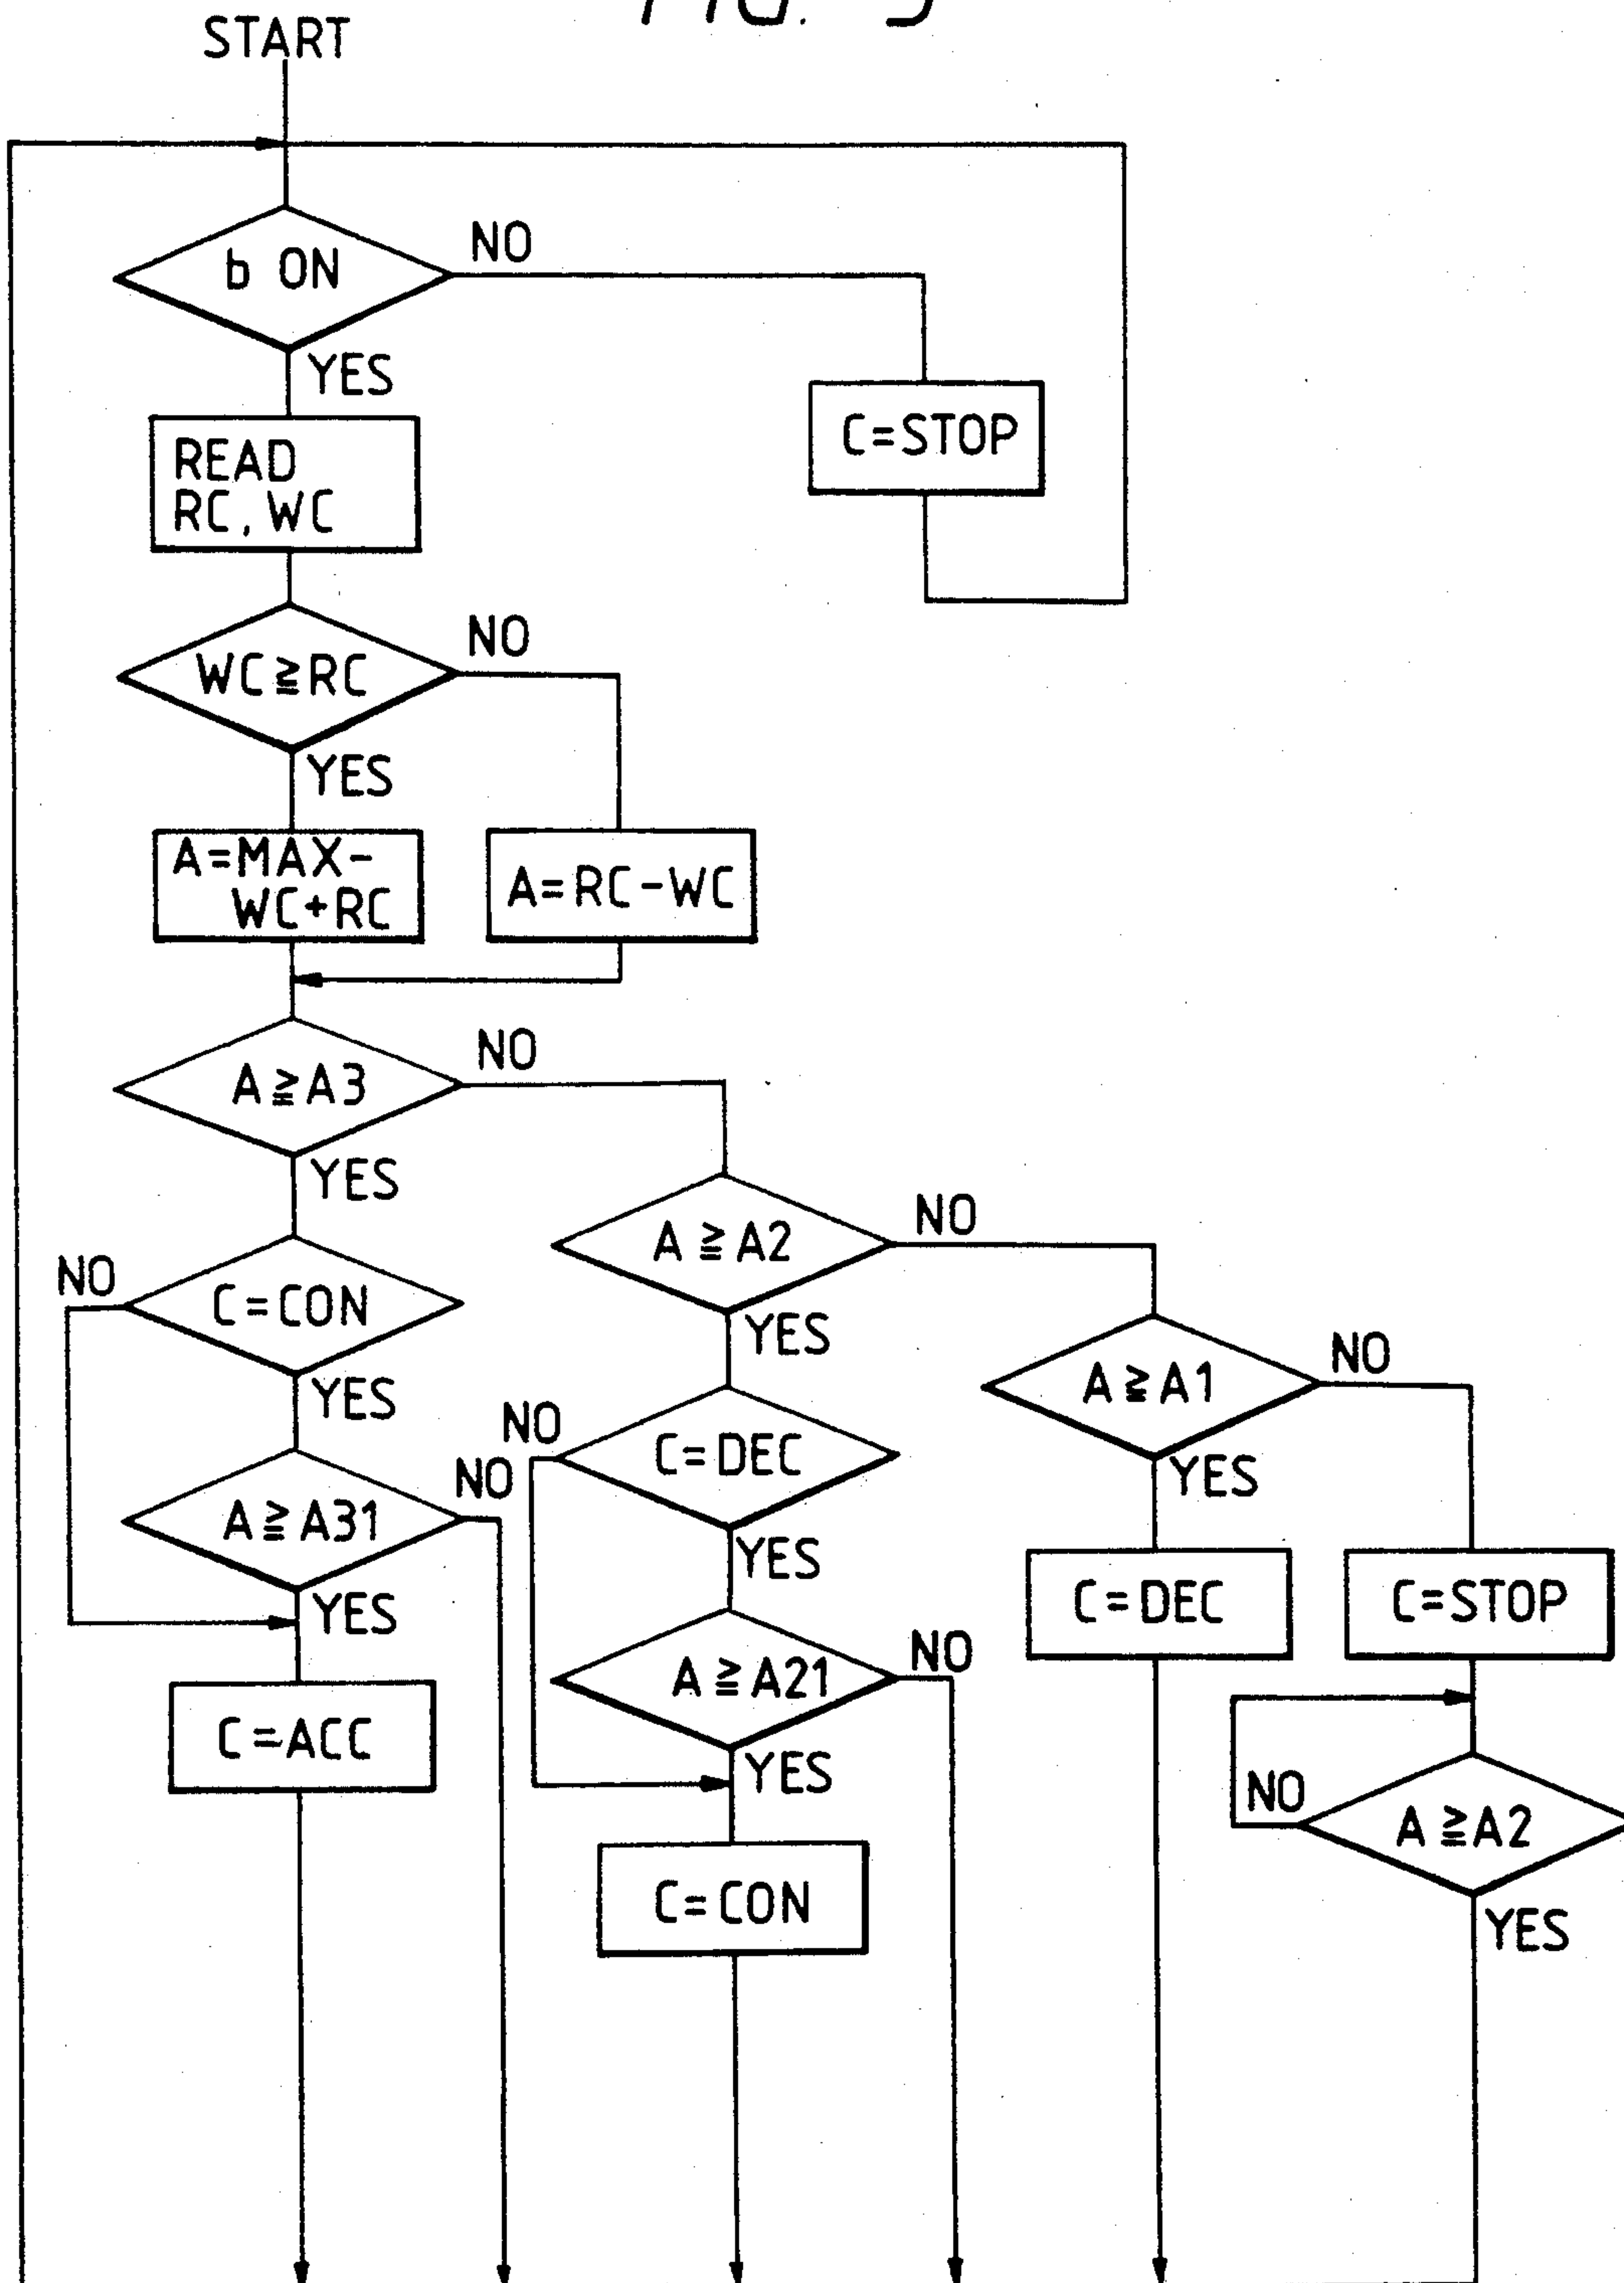 FIG. 5
START
b ON
NO
YES
C=STOP
READ
RC, WC
WC≧RC
NO
YES
A=MAX-
WC+RC
A=RC-WC
A≧A3
NO
YES
A≧A2
NO
YES
NO
C=CON
YES
A≧A1
NO
YES
NO
C=DEC
YES
A≧A31
NO
YES
C=DEC
C=STOP
A≧A21
NO
YES
C=ACC
NO
A≧A2
YES
C=CON